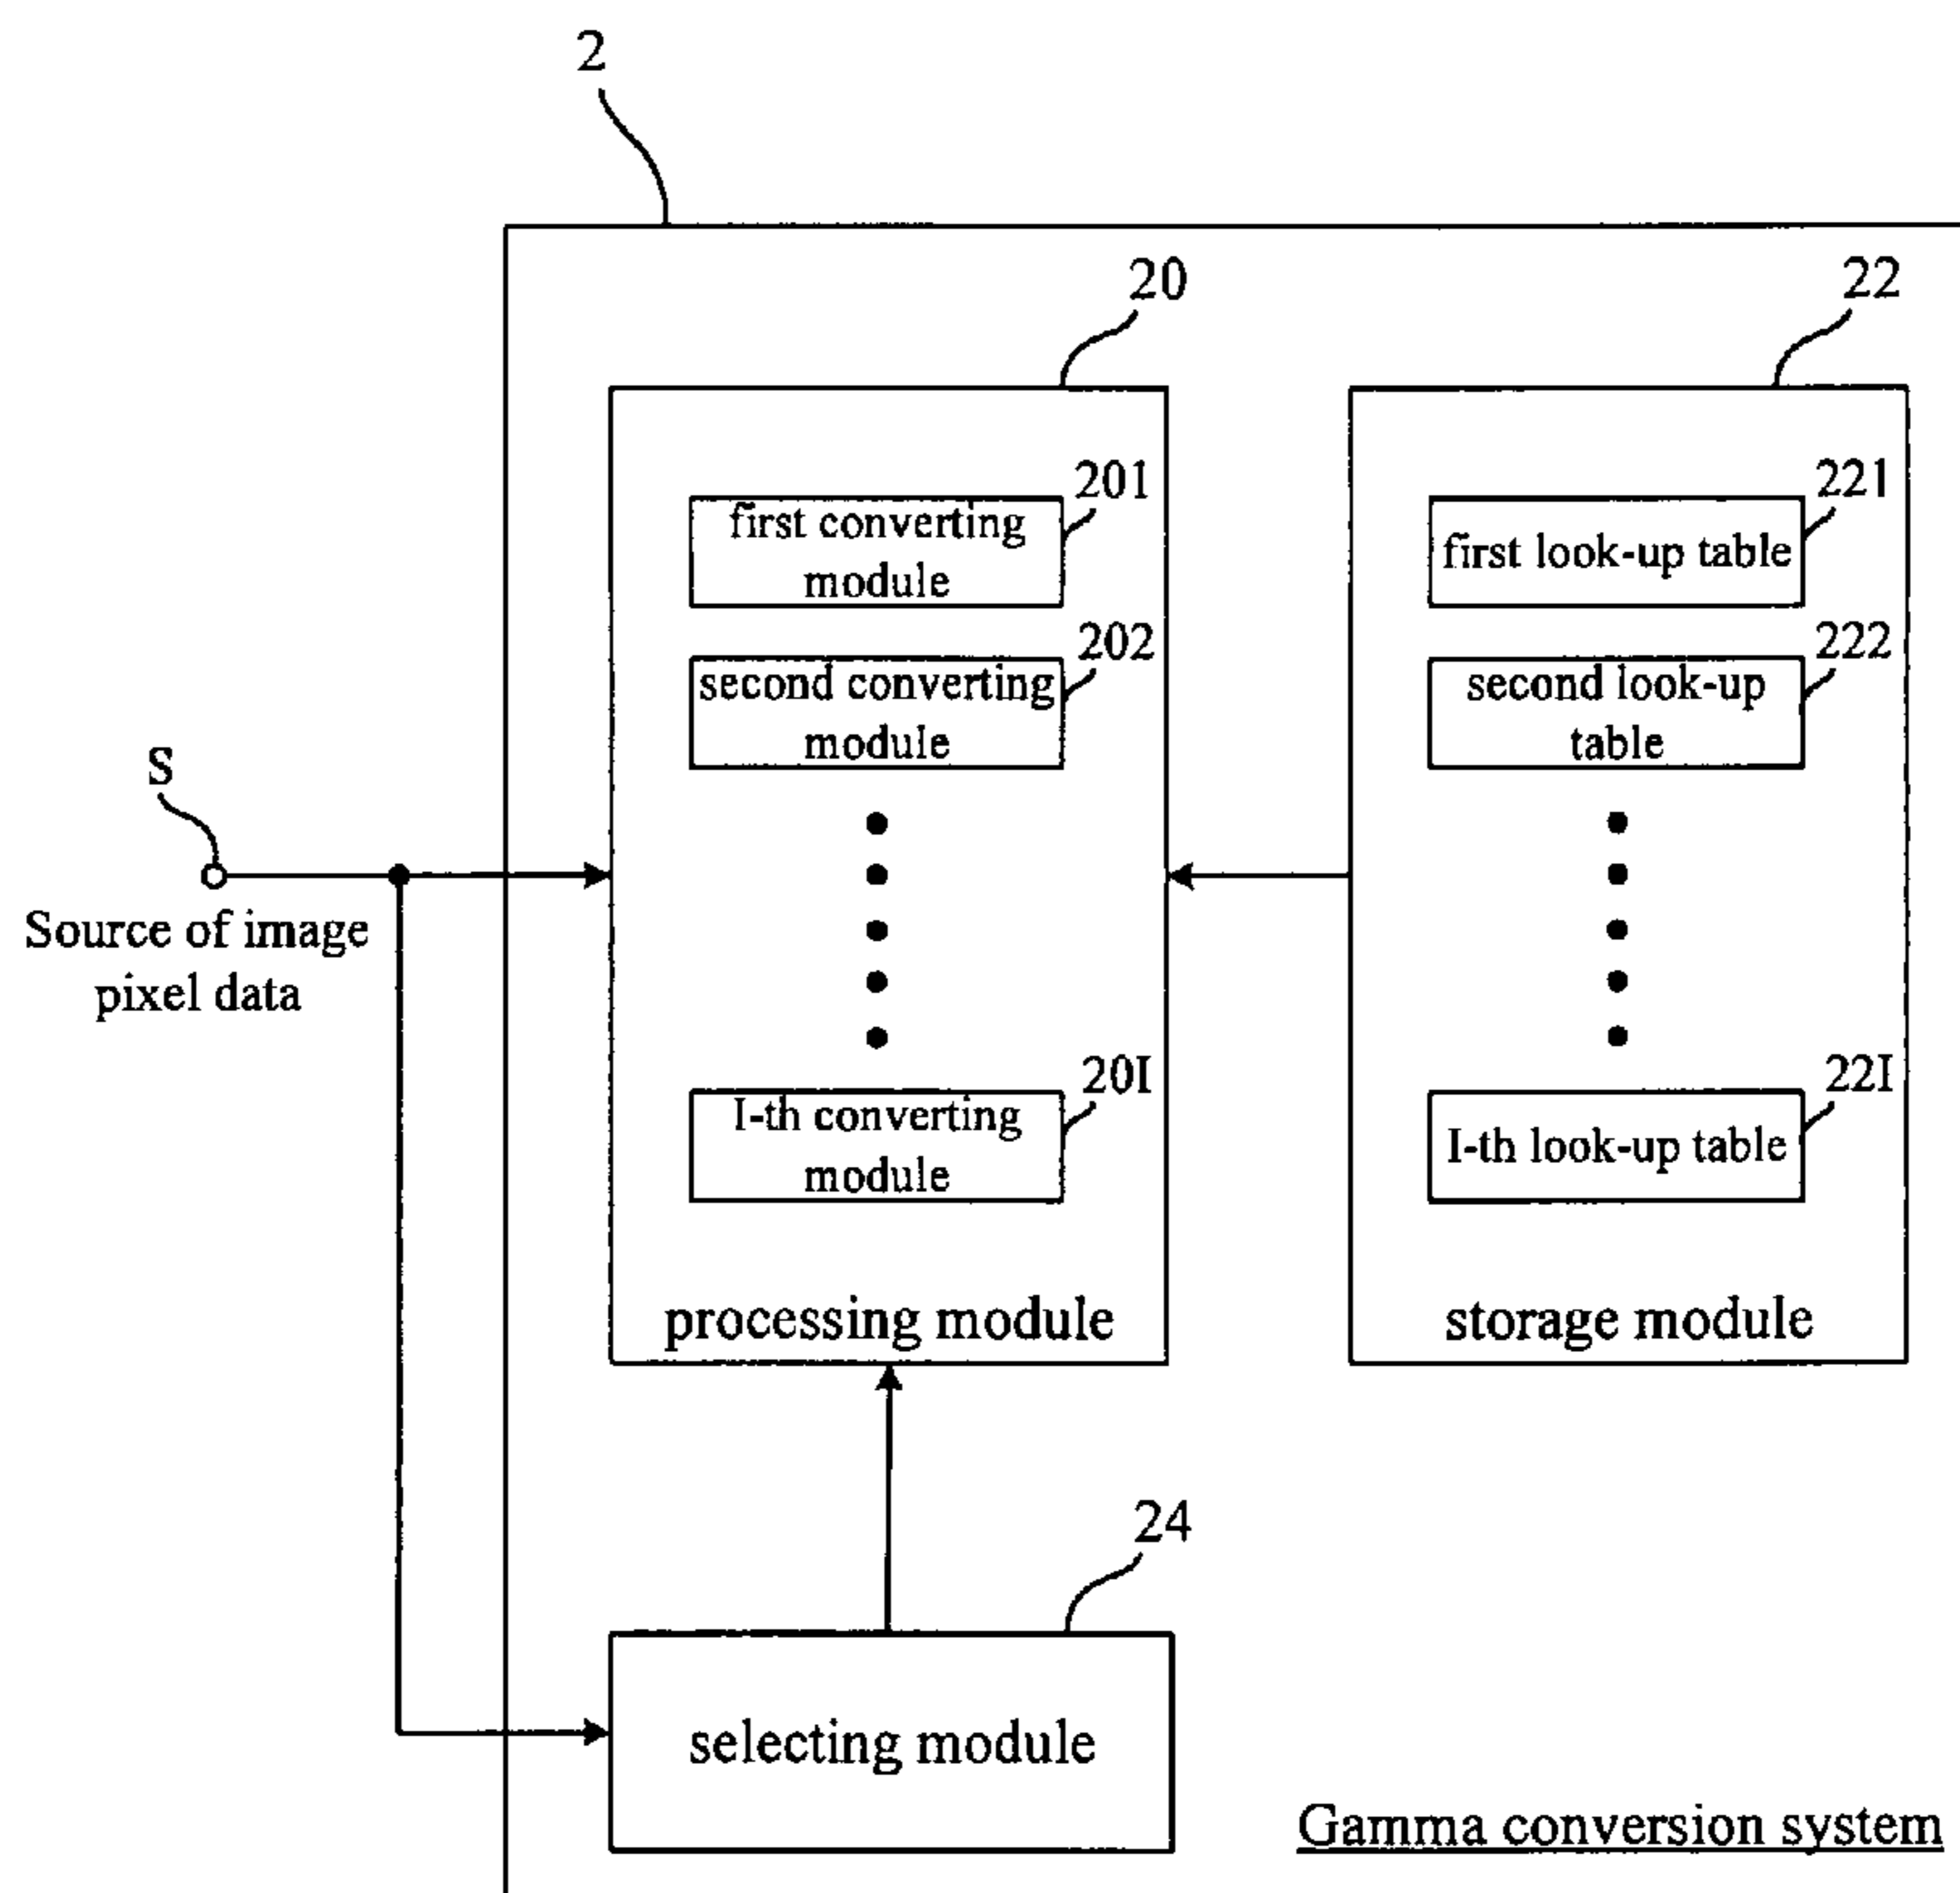 2
20
22
201
first converting
module
221
first look-up table
202
second converting
module
222
second look-up
table
S
Source of image
pixel data
20I
I-th converting
module
22I
I-th look-up table
processing module
storage module
24
selecting module
Gamma conversion system